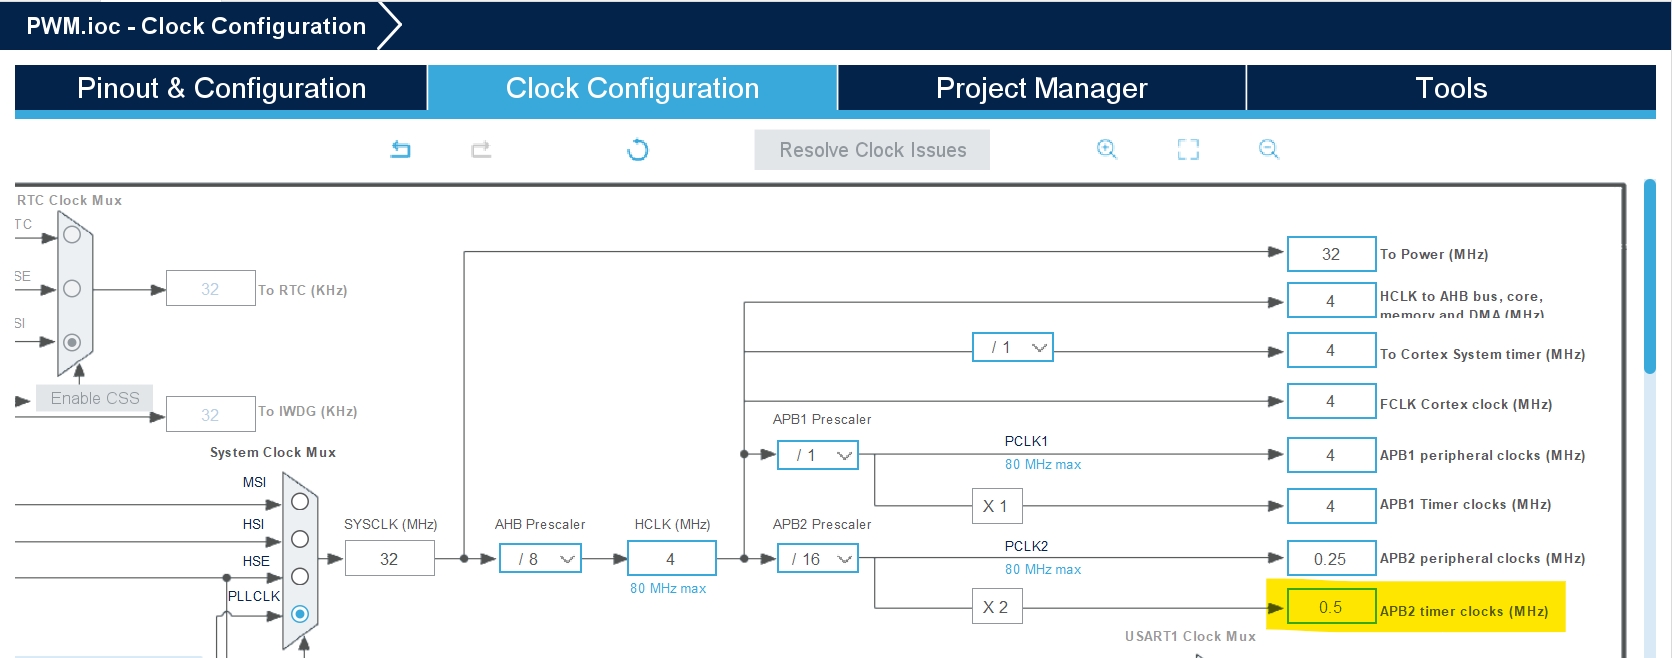 PWM.ioc - Clock Configuration
Pinout & Configuration
Clock Configuration
Project Manager
Tools
Resolve Clock Issues
RTC Clock Mux
TC
SE
SI
32
To RTC (KHz)
Enable CSS
32
To IWDG (KHz)
System Clock Mux
MSI
HSI
HSE
PLLCLK
SYSCLK (MHz)
32
AHB Prescaler
/ 8
HCLK (MHz)
4
80 MHz max
APB1 Prescaler
/ 1
APB2 Prescaler
/ 16
/ 1
PCLK1
80 MHz max
X 1
PCLK2
80 MHz max
X 2
32
To Power (MHz)
4
HCLK to AHB bus, core,
memory and DMA (MHz)
4
To Cortex System timer (MHz)
4
FCLK Cortex clock (MHz)
4
APB1 peripheral clocks (MHz)
4
APB1 Timer clocks (MHz)
0.25
APB2 peripheral clocks (MHz)
0.5
APB2 timer clocks (MHz)
USART1 Clock Mux